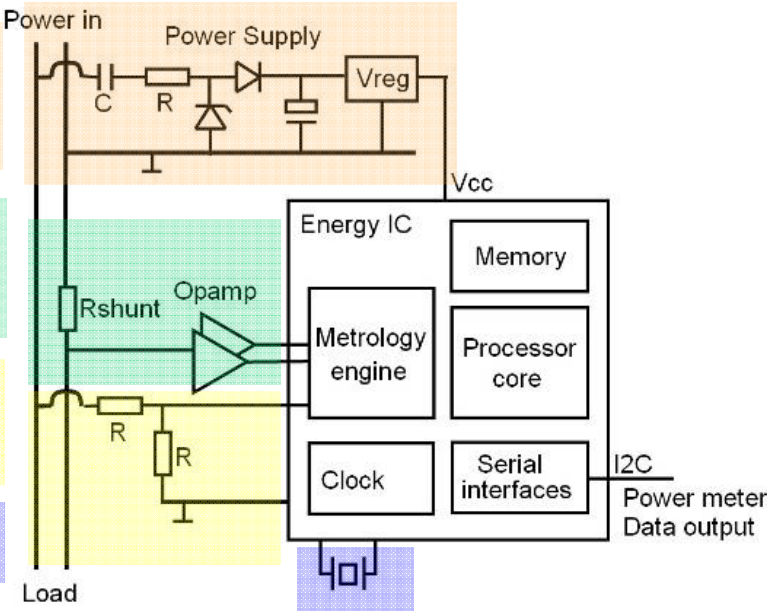 Power in
Power Supply
C
R
Vreg
Vcc
Energy IC
Memory
Opamp
Rshunt
Metrology
engine
Processor
core
R
R
Clock
Serial
interfaces
I2C
Power meter
Data output
Load